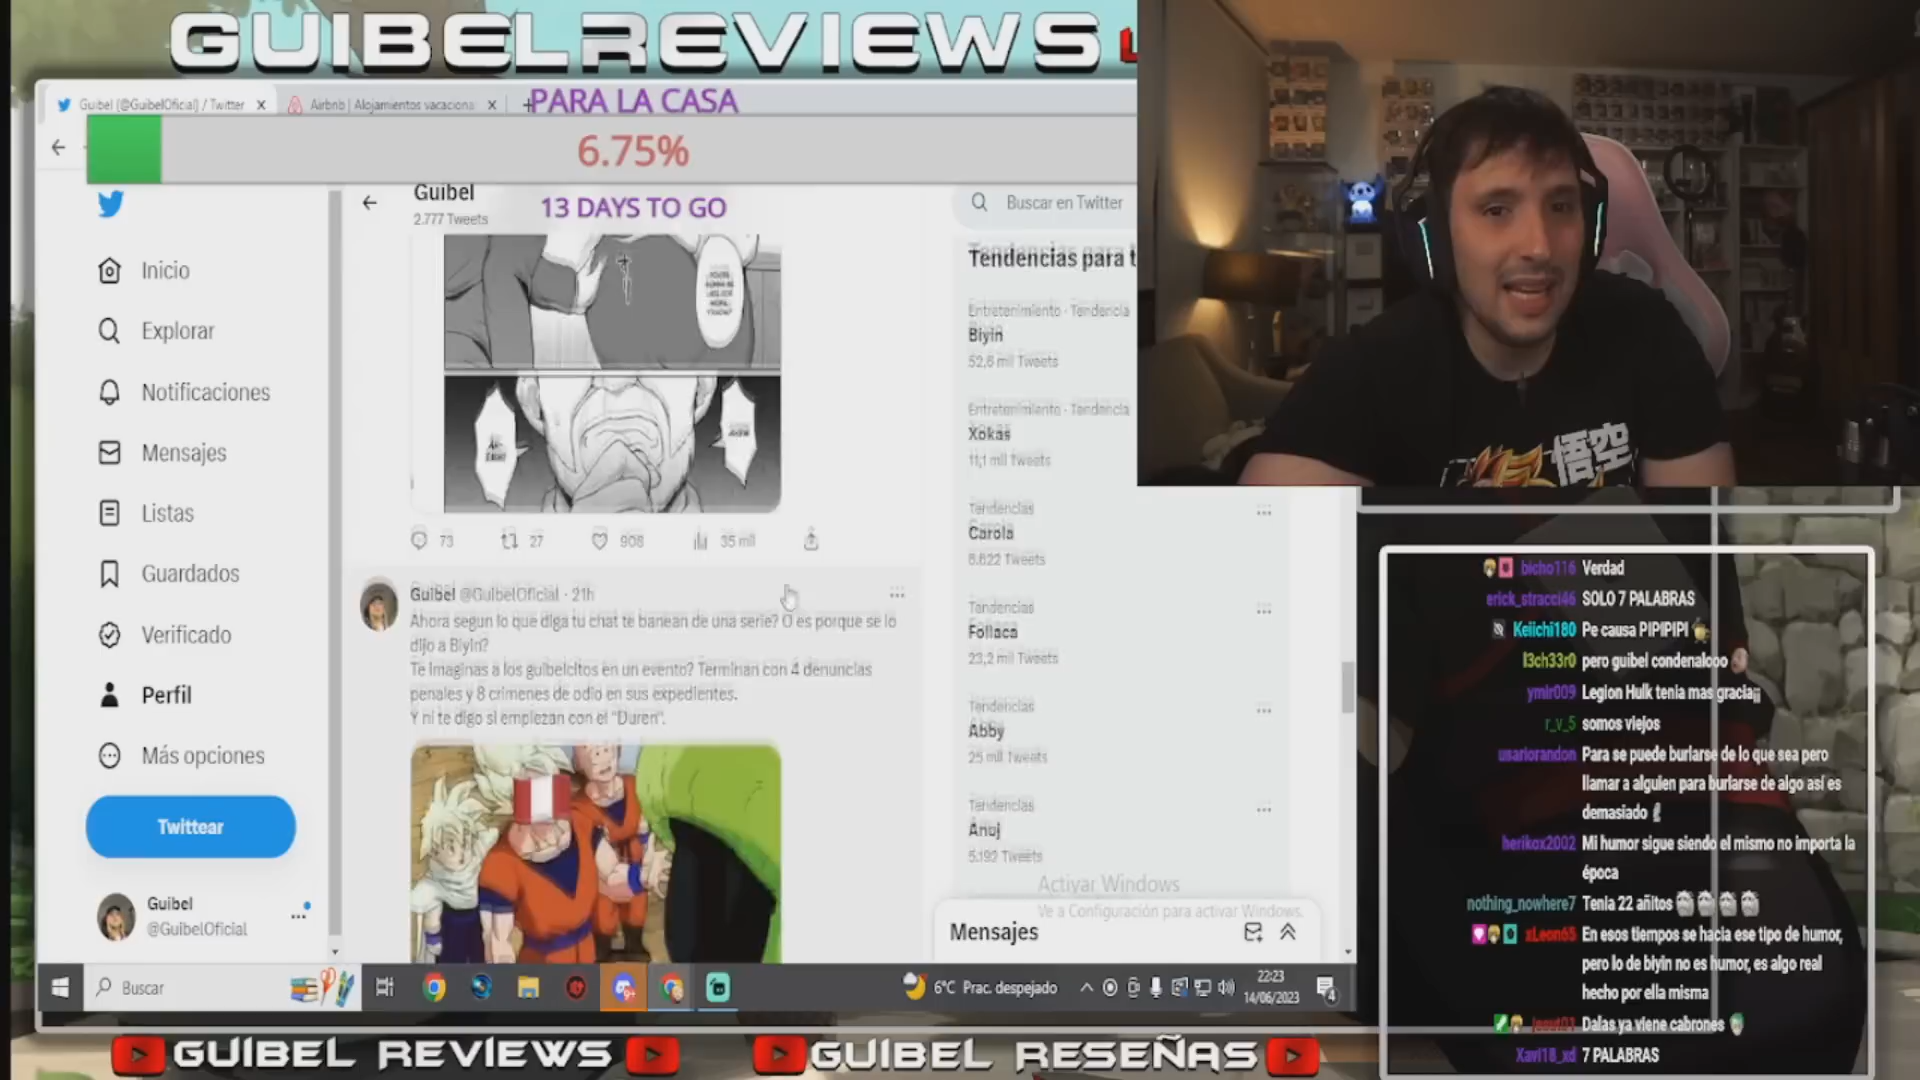 GUIBELREVIEWS
Guibel (@GuibelOficial) / Twitter
Airbnb | Alojamientos vacaciona
PARA LA CASA
6.75%
Guibel
2.777 Tweets
13 DAYS TO GO
Buscar en Twitter
Inicio
Explorar
Notificaciones
Mensajes
Listas
Guardados
Verificado
Perfil
Más opciones
Twittear
Guibel
@GuibelOficial
73
27
908
35 mil
Guibel @GuibelOficial · 21h
Ahora segun lo que diga tu chat te banean de una serie? O es porque se lo
dijo a Biyin?
Te imaginas a los guibelcitos en un evento? Terminan con 4 denuncias
penales y 8 crimenes de odio en sus expedientes.
Y ni te digo si empiezan con el "Duren".
Tendencias para t
Entretenimiento · Tendencia
Biyin
52,8 mil Tweets
Entretenimiento · Tendencia
Xokas
11,1 mil Tweets
Tendencias
Carola
8.622 Tweets
Tendencias
Follaca
23,2 mil Tweets
Tendencias
Abby
25 mil Tweets
Tendencias
Anuj
5.192 Tweets
Activar Windows
Ve a Configuración para activar Windows.
Mensajes
悟空
bicho116 Verdad
erick_stracci46 SOLO 7 PALABRAS
Keiichi180 Pe causa PIPIPIPI
l3ch33r0 pero guibel condenalooo
ymir009 Legion Hulk tenia mas gracia¡¡
r_v_5 somos viejos
usariorandon Para se puede burlarse de lo que sea pero
llamar a alguien para burlarse de algo así es
demasiado
herikox2002 Mi humor sigue siendo el mismo no importa la
época
nothing_nowhere7 Tenia 22 añitos
xLeon65 En esos tiempos se hacia ese tipo de humor,
pero lo de biyin no es humor, es algo real
hecho por ella misma
Dalas ya viene cabrones
Xavi18_xd 7 PALABRAS
Buscar
6°C Prac. despejado
22:23
14/06/2023
4
GUIBEL REVIEWS
GUIBEL RESEÑAS